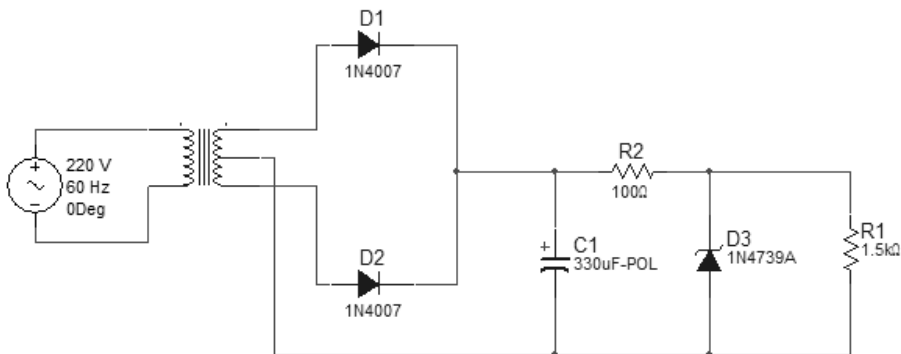 D1
1N4007
220 V
60 Hz
0Deg
+
−
R2
100Ω
+
C1
330uF-POL
D3
1N4739A
R1
1.5kΩ
D2
1N4007